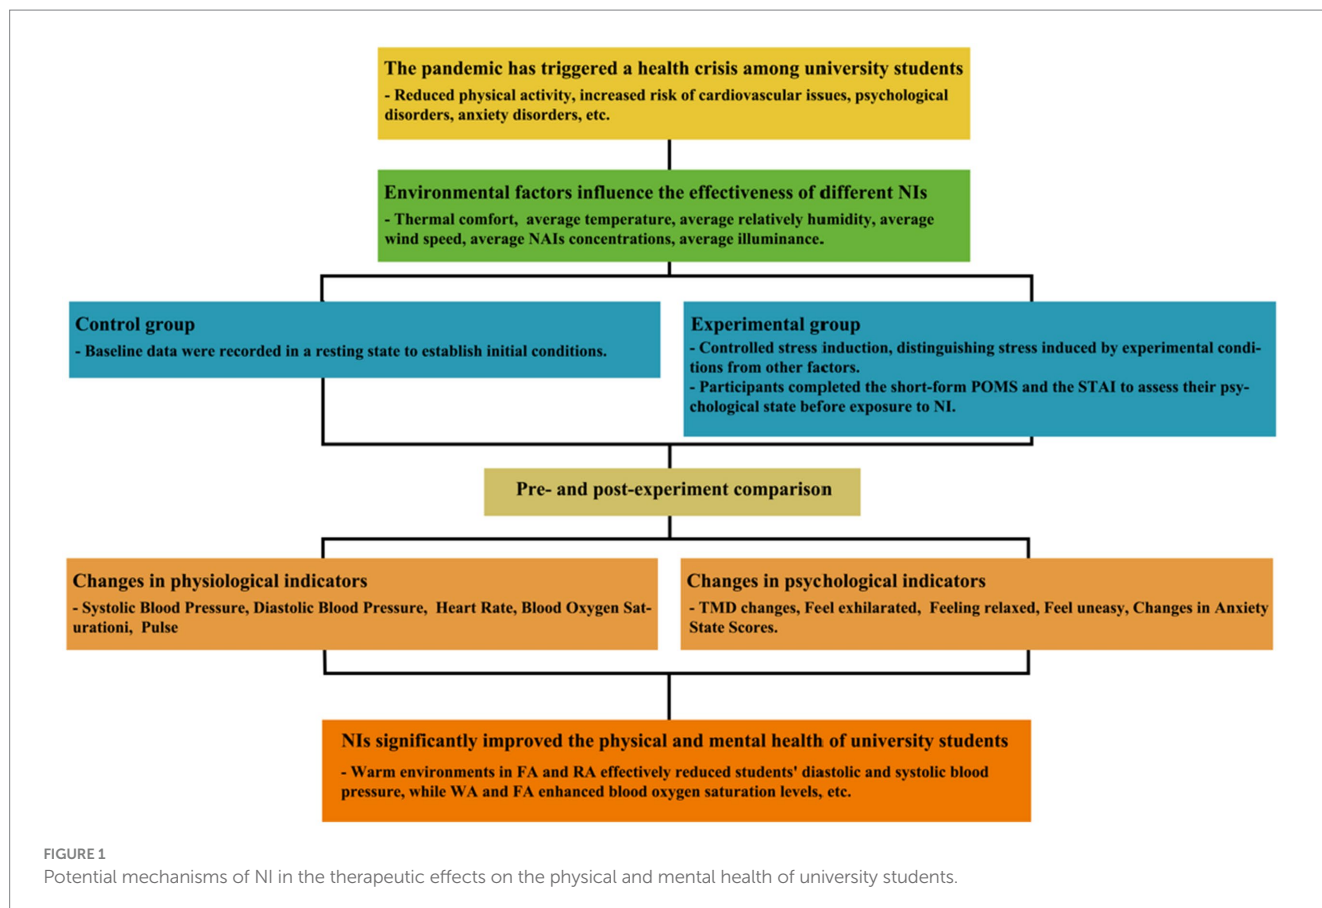 The pandemic has triggered a health crisis among university students
- Reduced physical activity, increased risk of cardiovascular issues, psychological
disorders, anxiety disorders, etc.
Environmental factors influence the effectiveness of different NIs
- Thermal comfort, average temperature, average relatively humidity, average
wind speed, average NAIs concentrations, average illuminance.
Control group
- Baseline data were recorded in a resting state to establish initial conditions.
Experimental group
- Controlled stress induction, distinguishing stress induced by experimental condi-
tions from other factors.
- Participants completed the short-form POMS and the STAI to assess their psy-
chological state before exposure to NI.
Pre- and post-experiment comparison
Changes in physiological indicators
- Systolic Blood Pressure, Diastolic Blood Pressure, Heart Rate, Blood Oxygen Sat-
urationi, Pulse
Changes in psychological indicators
- TMD changes, Feel exhilarated, Feeling relaxed, Feel uneasy, Changes in Anxiety
State Scores.
NIs significantly improved the physical and mental health of university students
- Warm environments in FA and RA effectively reduced students' diastolic and systolic blood
pressure, while WA and FA enhanced blood oxygen saturation levels, etc.
FIGURE 1
Potential mechanisms of NI in the therapeutic effects on the physical and mental health of university students.